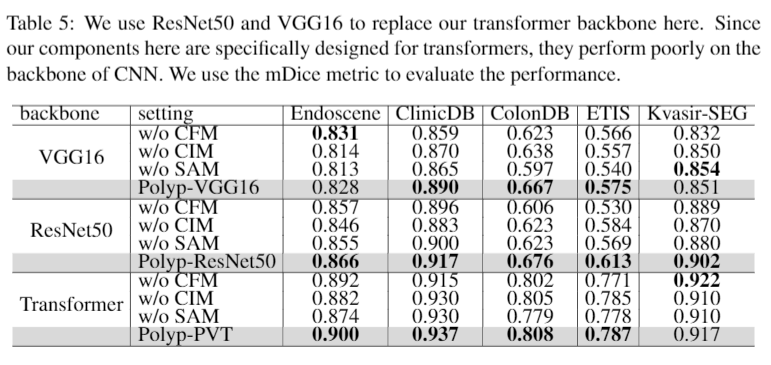 Table 5: We use ResNet50 and VGG16 to replace our transformer backbone here. Since
our components here are specifically designed for transformers, they perform poorly on the
backbone of CNN. We use the mDice metric to evaluate the performance.
backbone setting Endoscene ClinicDB ColonDB ETIS Kvasir-SEG
w/o CFM 0.831 0.859 0.623 0.566 0.832
VGG16 w/o CIM 0.814 0.870 0.638 0.557 0.850
w/o SAM 0.813 0.865 0.597 0.540 0.854
Polyp-VGG16 0.828 0.890 0.667 0.575 0.851
w/o CFM 0.857 0.896 0.606 0.530 0.889
ResNet50 w/o CIM 0.846 0.883 0.623 0.584 0.870
w/o SAM 0.855 0.900 0.623 0.569 0.880
Polyp-ResNet50 0.866 0.917 0.676 0.613 0.902
w/o CFM 0.892 0.915 0.802 0.771 0.922
Transformer w/o CIM 0.882 0.930 0.805 0.785 0.910
w/o SAM 0.874 0.930 0.779 0.778 0.910
Polyp-PVT 0.900 0.937 0.808 0.787 0.917